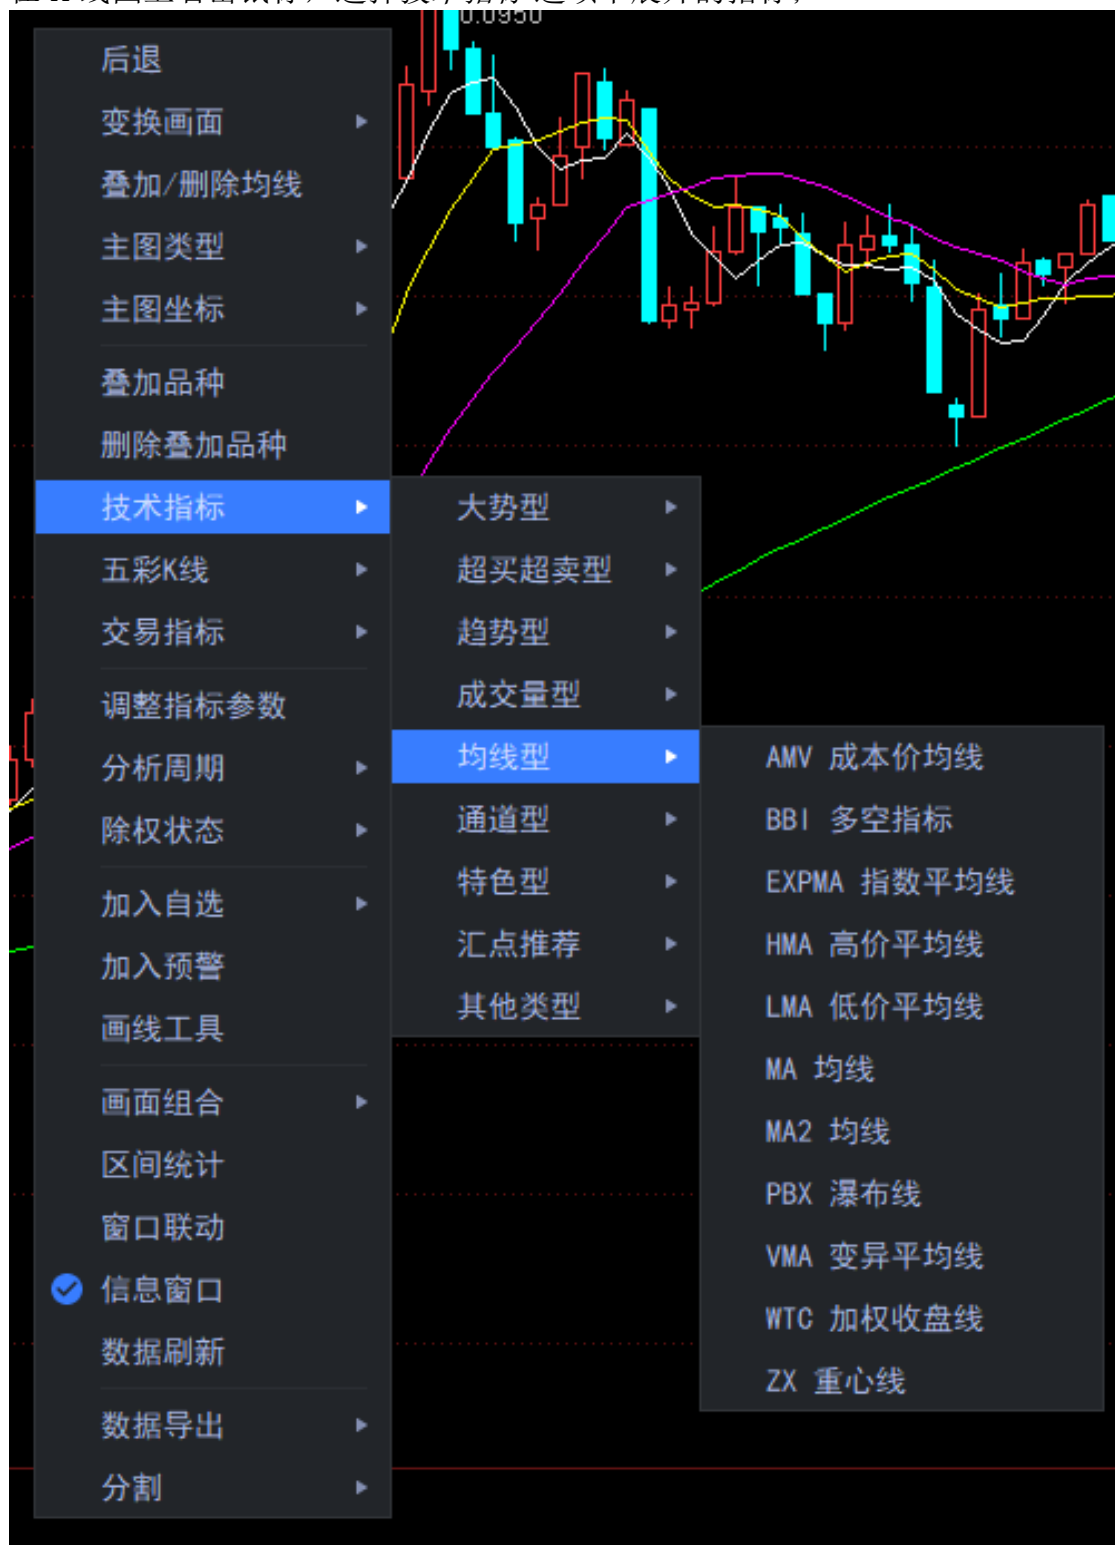 0.0950
后退
变换画面
叠加/删除均线
主图类型
主图坐标
叠加品种
删除叠加品种
技术指标
五彩K线
交易指标
调整指标参数
分析周期
除权状态
加入自选
加入预警
画线工具
画面组合
区间统计
窗口联动
信息窗口
数据刷新
数据导出
分割
大势型
超买超卖型
趋势型
成交量型
均线型
通道型
特色型
汇点推荐
其他类型
AMV 成本价均线
BBI 多空指标
EXPMA 指数平均线
HMA 高价平均线
LMA 低价平均线
MA 均线
MA2 均线
PBX 瀑布线
VMA 变异平均线
WTC 加权收盘线
ZX 重心线